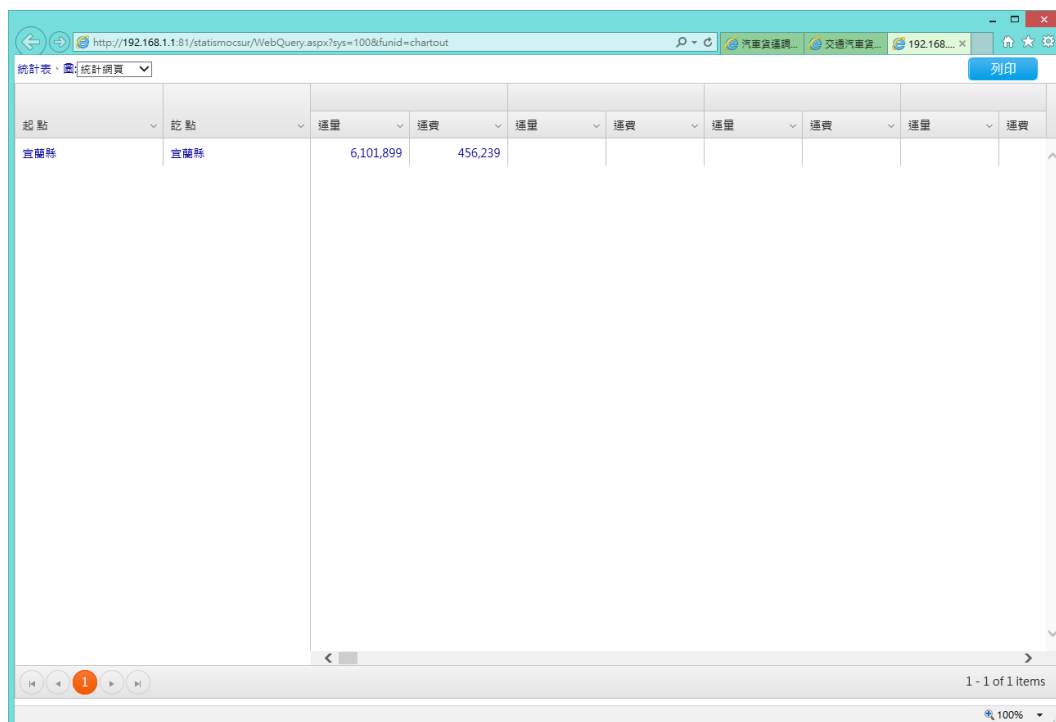 http://192.168.1.1:81/statismocsur/WebQuery.aspx?sys=100&funid=chartout 汽車貨運調... 交通汽車貨... 192.168....
統計表、圖:統計網頁 列印
起點 訖點 運量 運費 運量 運費 運量 運費 運量 運費
宜蘭縣 宜蘭縣 6,101,899 456,239
1 1 - 1 of 1 items
100%